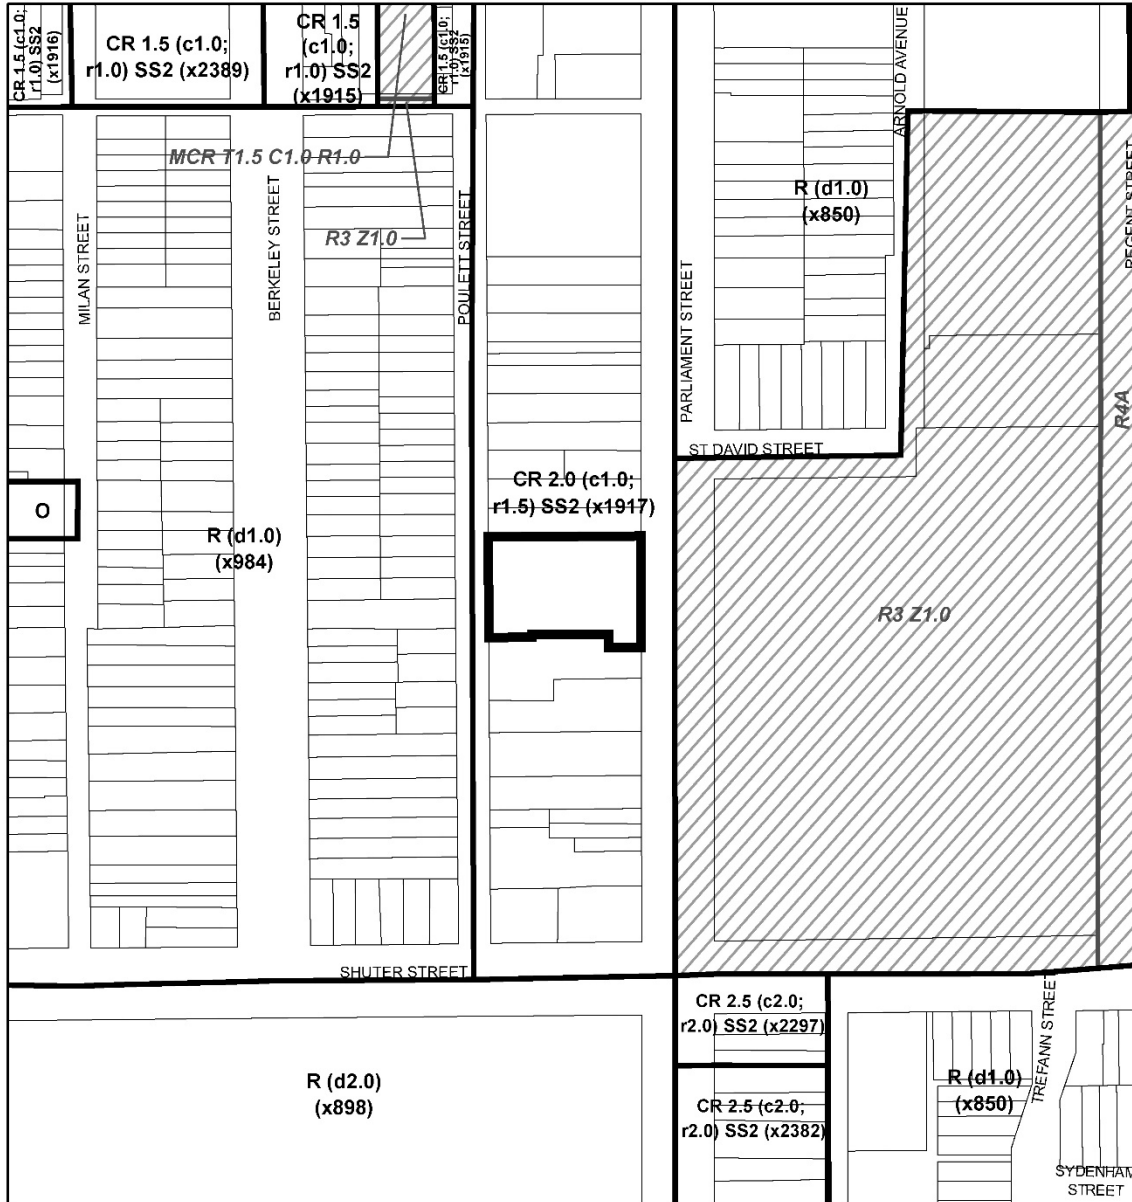 CR 1.5 (c1.0;
r1.0) SS2
(x1916)
CR 1.5 (c1.0;
r1.0) SS2 (x2389)
CR 1.5
(c1.0;
r1.0) SS2
(x1915)
CR 1.5 (c1.0;
r1.0) SS2
(x1915)
ARNOLD AVENUE
MCR T1.5 C1.0 R1.0
R3 Z1.0
MILAN STREET
BERKELEY STREET
POULETT STREET
PARLIAMENT STREET
R (d1.0)
(x850)
REGENT STREET
R4A
ST DAVID STREET
CR 2.0 (c1.0;
r1.5) SS2 (x1917)
O
R (d1.0)
(x984)
R3 Z1.0
SHUTER STREET
CR 2.5 (c2.0;
r2.0) SS2 (x2297)
TREFANN STREET
R (d2.0)
(x898)
R (d1.0)
(x850)
CR 2.5 (c2.0;
r2.0) SS2 (x2382)
SYDENHAM
STREET